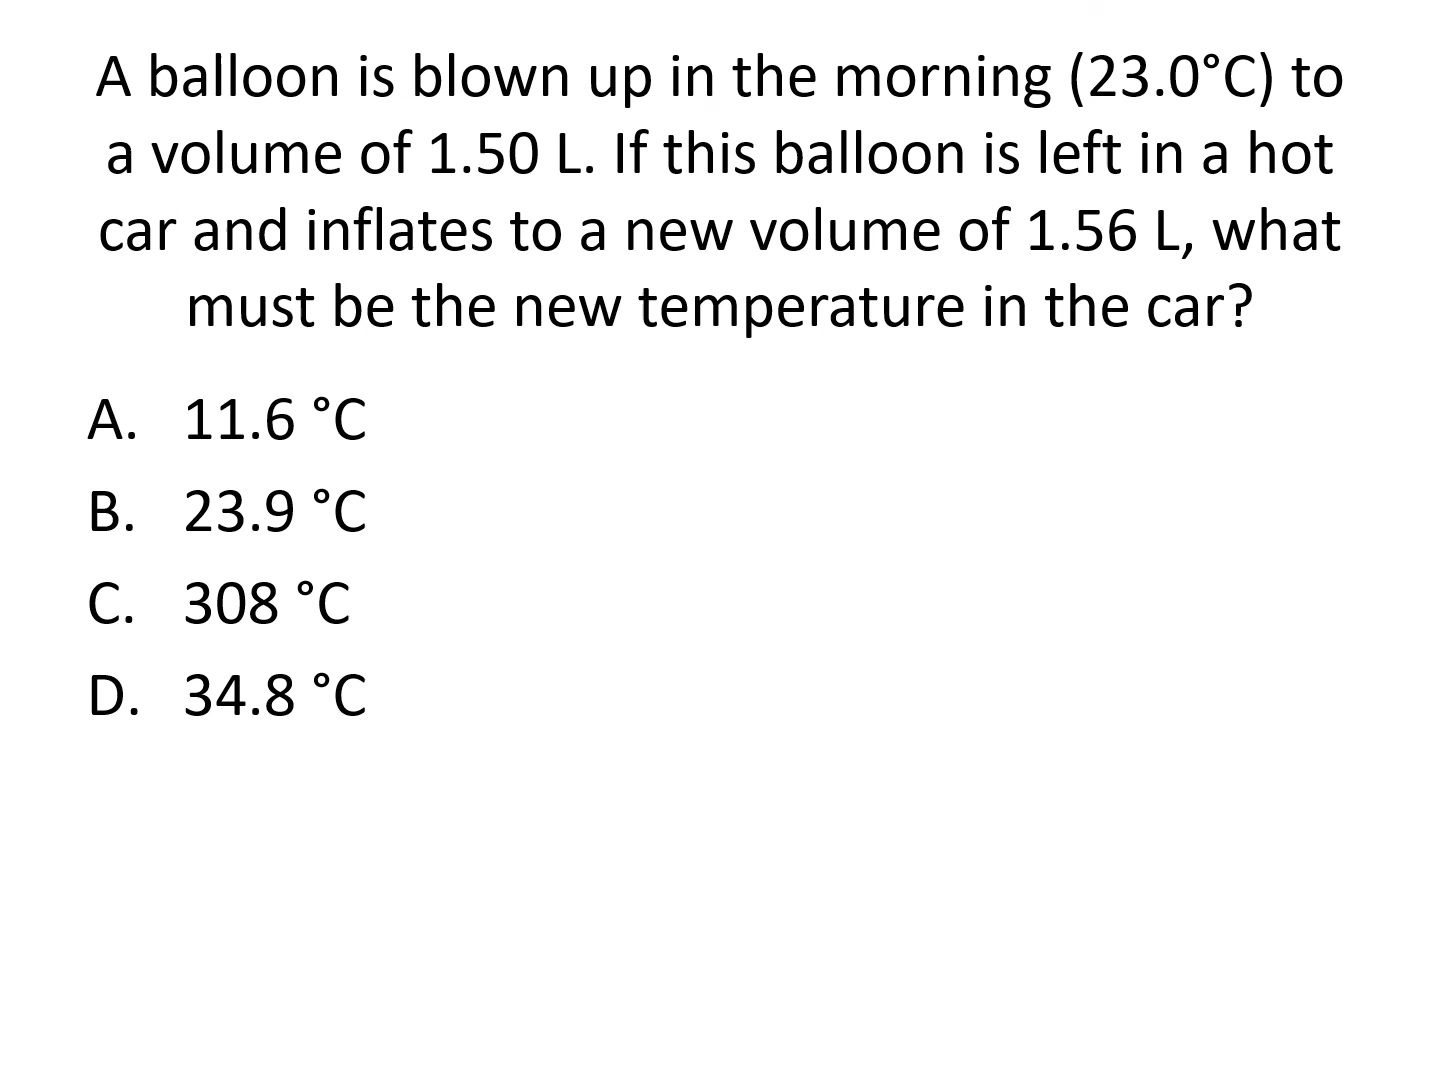 A balloon is blown up in the morning (23.0°C) to
a volume of 1.50 L. If this balloon is left in a hot
car and inflates to a new volume of 1.56 L, what
must be the new temperature in the car?
A. 11.6 °C
B. 23.9 °C
C. 308 °C
D. 34.8 °C